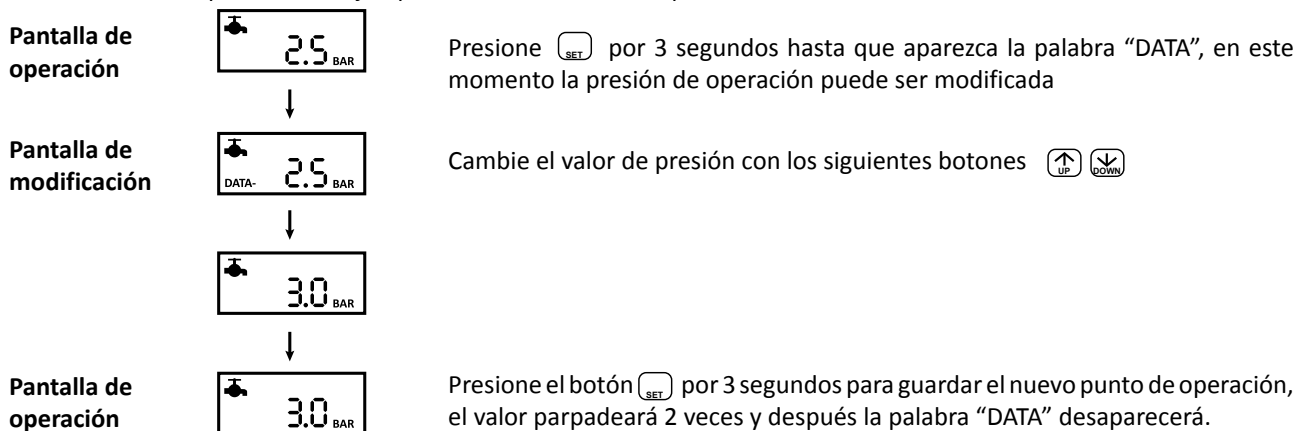 Pantalla de
operación
2.5 BAR
Presione SET por 3 segundos hasta que aparezca la palabra “DATA”, en este
momento la presión de operación puede ser modificada
Pantalla de
modificación
DATA- 2.5 BAR
Cambie el valor de presión con los siguientes botones UP DOWN
3.0 BAR
Pantalla de
operación
3.0 BAR
Presione el botón SET por 3 segundos para guardar el nuevo punto de operación,
el valor parpadeará 2 veces y después la palabra “DATA” desaparecerá.